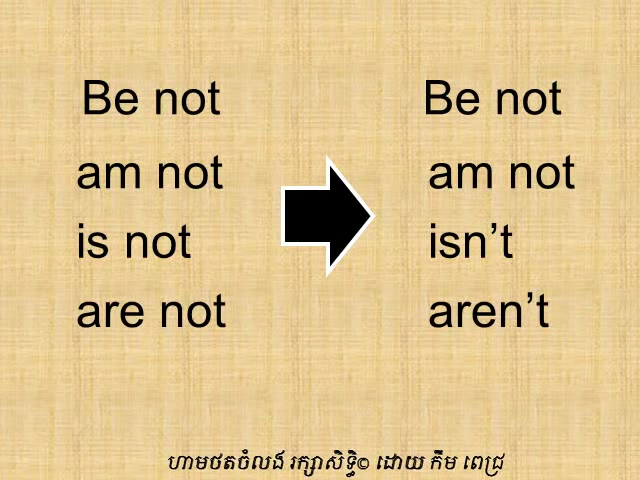 Be not
am not
is not
are not
Be not
am not
isn’t
aren’t
ហាមថតចំលង រក្សាសិទ្ធិ© ដោយ គឹម ពេជ្រ